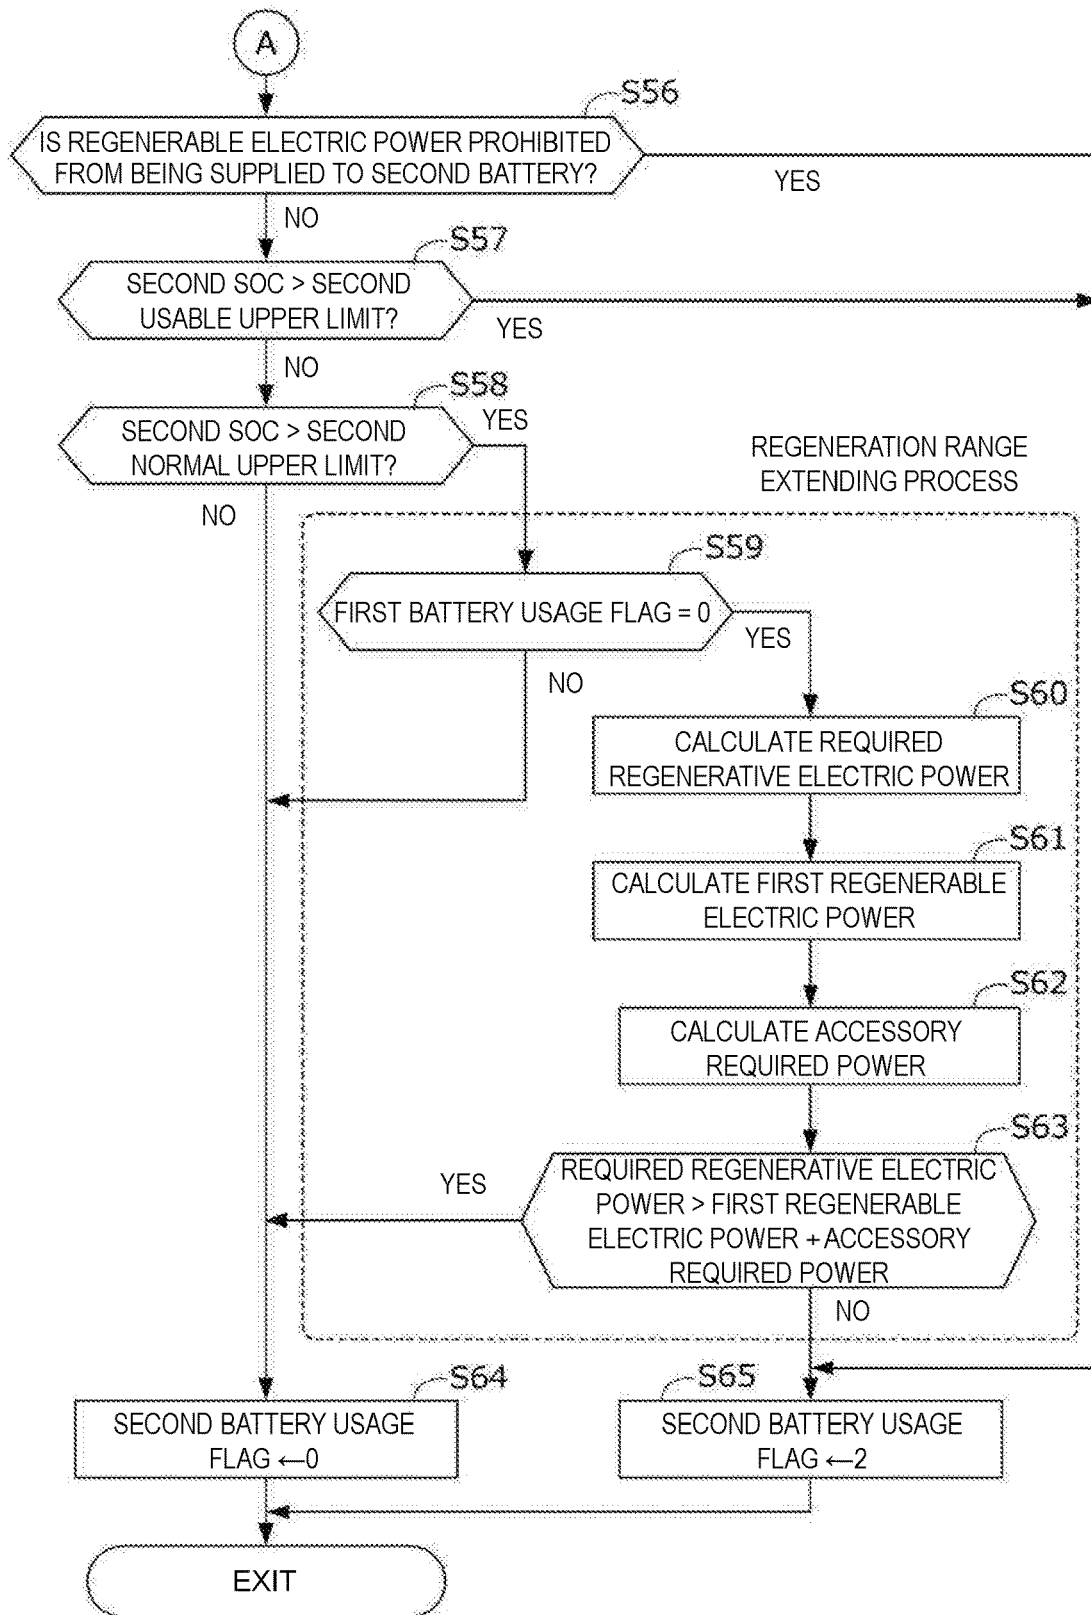 A
S56
IS REGENERABLE ELECTRIC POWER PROHIBITED
FROM BEING SUPPLIED TO SECOND BATTERY?
YES
NO
S57
SECOND SOC > SECOND
USABLE UPPER LIMIT?
YES
NO
S58
SECOND SOC > SECOND
NORMAL UPPER LIMIT?
YES
NO
REGENERATION RANGE
EXTENDING PROCESS
S59
FIRST BATTERY USAGE FLAG = 0
YES
NO
S60
CALCULATE REQUIRED
REGENERATIVE ELECTRIC POWER
S61
CALCULATE FIRST REGENERABLE
ELECTRIC POWER
S62
CALCULATE ACCESSORY
REQUIRED POWER
S63
REQUIRED REGENERATIVE ELECTRIC
POWER > FIRST REGENERABLE
ELECTRIC POWER + ACCESSORY
REQUIRED POWER
YES
NO
S64
SECOND BATTERY USAGE
FLAG ←0
S65
SECOND BATTERY USAGE
FLAG ←2
EXIT